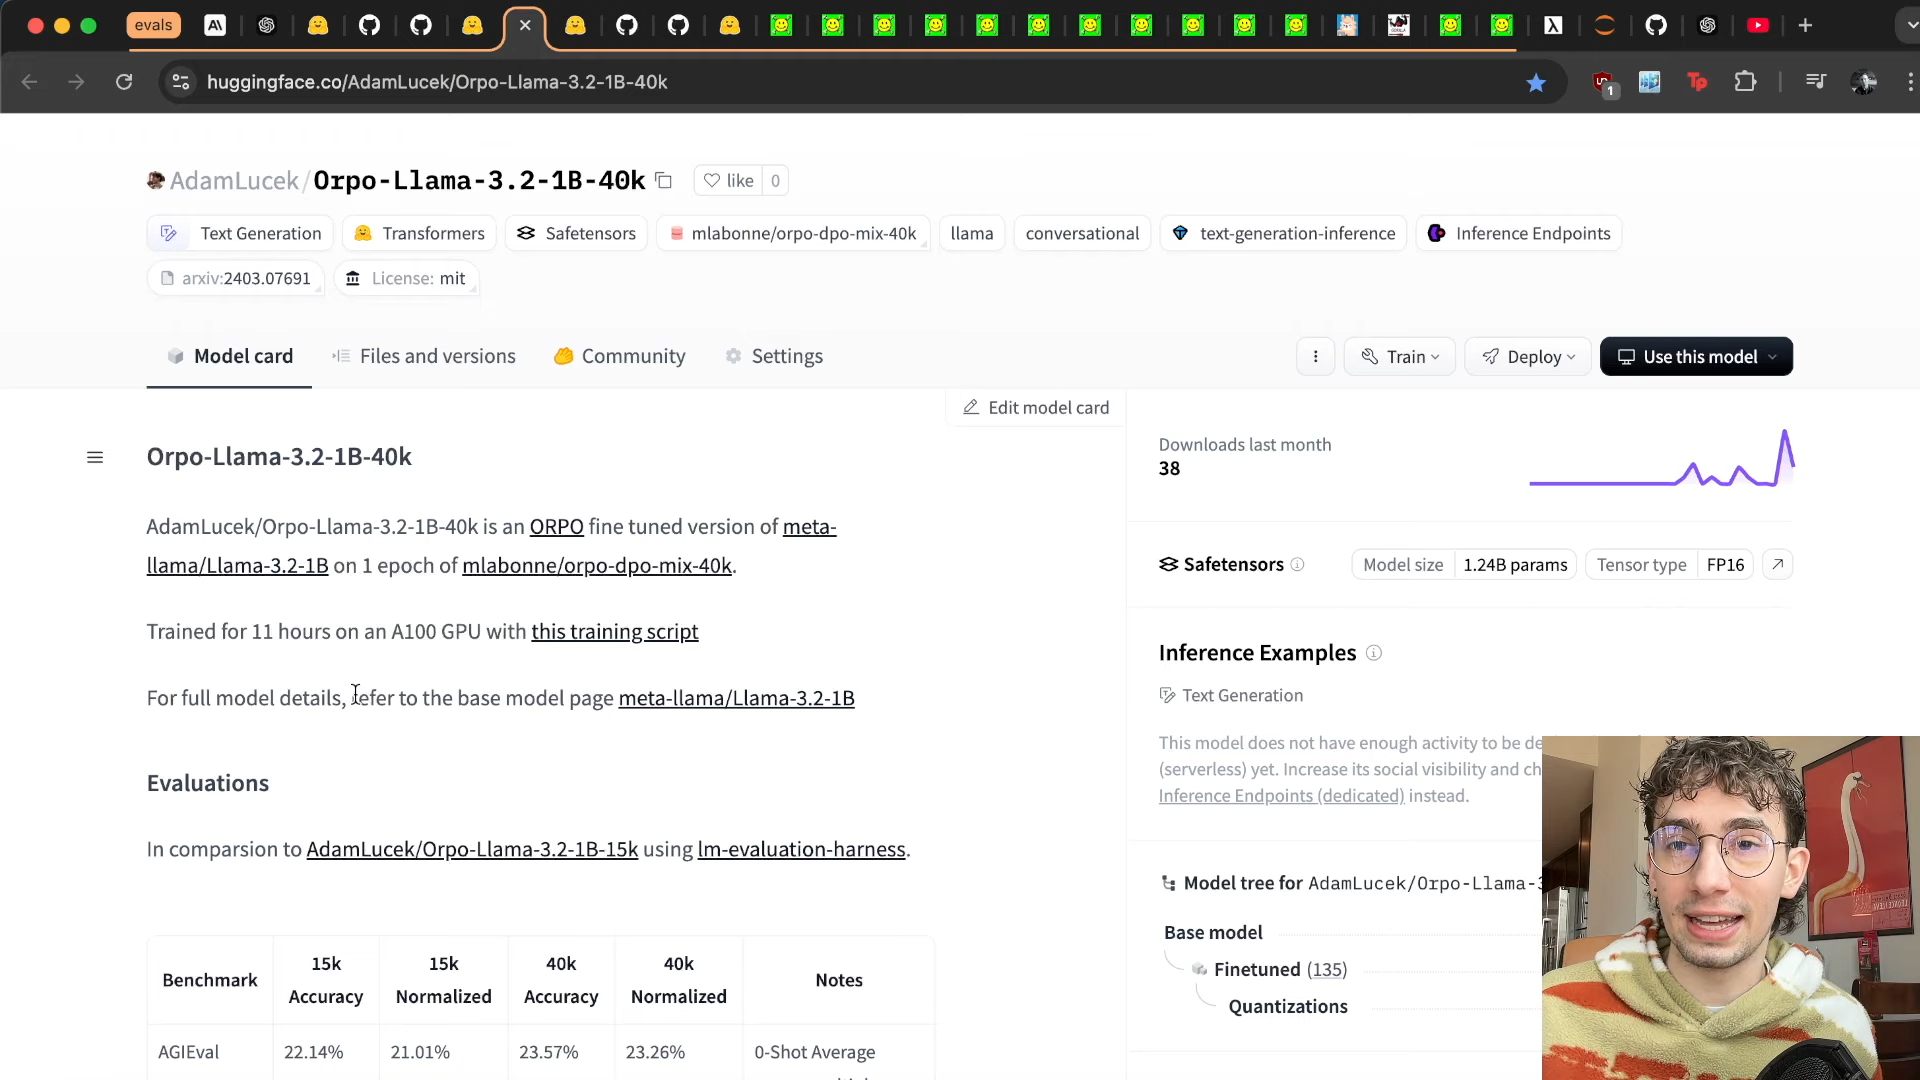 evals
huggingface.co/AdamLucek/Orpo-Llama-3.2-1B-40k
1
AdamLucek/Orpo-Llama-3.2-1B-40k
like 0
Text Generation
Transformers
Safetensors
mlabonne/orpo-dpo-mix-40k
llama
conversational
text-generation-inference
Inference Endpoints
arxiv:2403.07691
License: mit
Model card
Files and versions
Community
Settings
Train
Deploy
Use this model
Edit model card
Orpo-Llama-3.2-1B-40k
AdamLucek/Orpo-Llama-3.2-1B-40k is an ORPO fine tuned version of meta-
llama/Llama-3.2-1B on 1 epoch of mlabonne/orpo-dpo-mix-40k.
Trained for 11 hours on an A100 GPU with this training script
For full model details, refer to the base model page meta-llama/Llama-3.2-1B
Evaluations
In comparsion to AdamLucek/Orpo-Llama-3.2-1B-15k using lm-evaluation-harness.
Benchmark
15k
Accuracy
15k
Normalized
40k
Accuracy
40k
Normalized
Notes
AGIEval 22.14% 21.01% 23.57% 23.26% 0-Shot Average
Downloads last month
38
Safetensors
Model size 1.24B params
Tensor type FP16
Inference Examples
Text Generation
This model does not have enough activity to be de
(serverless) yet. Increase its social visibility and ch
Inference Endpoints (dedicated) instead.
Model tree for AdamLucek/Orpo-Llama-3
Base model
Finetuned (135)
Quantizations